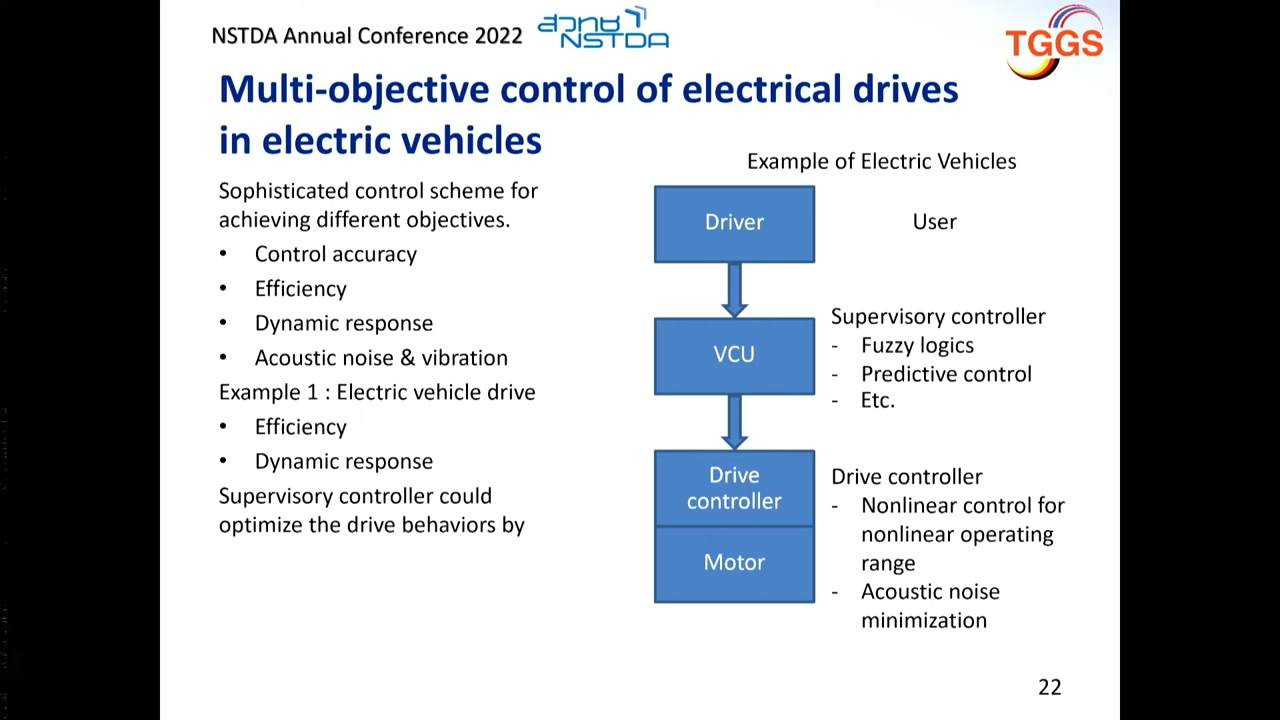 NSTDA Annual Conference 2022
สวทช
NSTDA
TGGS
Multi-objective control of electrical drives
in electric vehicles
Sophisticated control scheme for
achieving different objectives.
• Control accuracy
• Efficiency
• Dynamic response
• Acoustic noise & vibration
Example 1 : Electric vehicle drive
• Efficiency
• Dynamic response
Supervisory controller could
optimize the drive behaviors by
Example of Electric Vehicles
Driver
User
VCU
Supervisory controller
- Fuzzy logics
- Predictive control
- Etc.
Drive
controller
Motor
Drive controller
- Nonlinear control for
nonlinear operating
range
- Acoustic noise
minimization
22